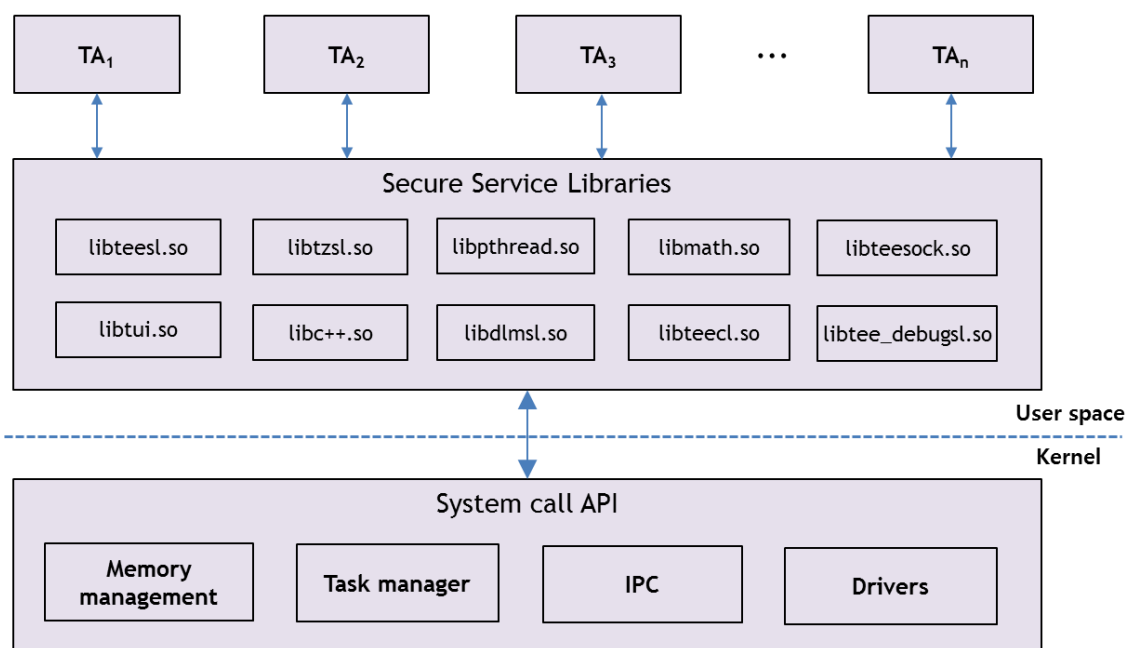 TA₁ TA₂ TA₃ ... TAₙ
Secure Service Libraries
libteesl.so libtzsl.so libpthread.so libmath.so libteesock.so
libtui.so libc++.so libdlmsl.so libteecl.so libtee_debugsl.so
User space
Kernel
System call API
Memory
management
Task manager
IPC
Drivers